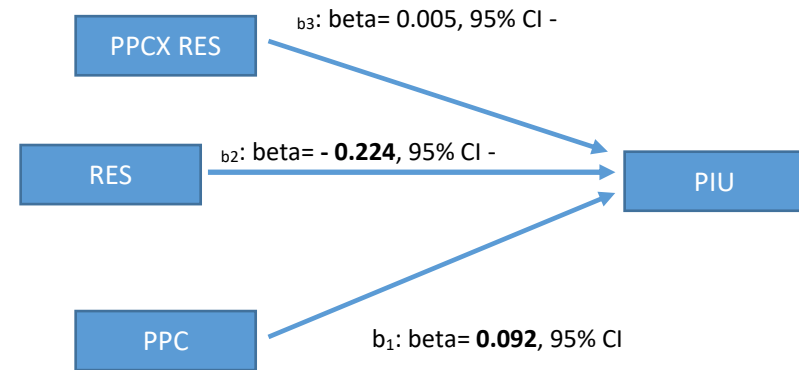 b3: beta= 0.005, 95% CI -
PPCX RES
b2: beta= - 0.224, 95% CI -
RES
PIU
PPC
b1: beta= 0.092, 95% CI